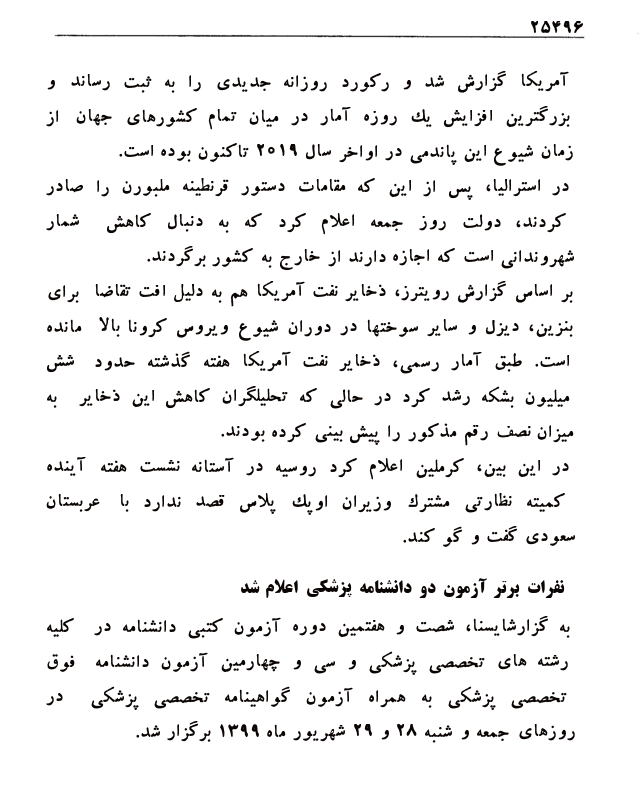 ۲۵۴۹۶
آمریکا گزارش شد و رکورد روزانه جدیدی را به ثبت رساند و
بزرگترین افزایش یك روزه آمار در میان تمام کشورهای جهان از
زمان شیوع این پاندمی در اواخر سال ۲۰۱۹ تاکنون بوده است.
در استرالیا، پس از این که مقامات دستور قرنطینه ملبورن را صادر
کردند، دولت روز جمعه اعلام کرد که به دنبال کاهش شمار
شهروندانی است که اجازه دارند از خارج به کشور برگردند.
بر اساس گزارش رویترز، ذخایر نفت آمریکا هم به دلیل افت تقاضا برای
بنزین، دیزل و سایر سوختها در دوران شیوع ویروس کرونا بالا مانده
است. طبق آمار رسمی، ذخایر نفت آمریکا هفته گذشته حدود شش
میلیون بشکه رشد کرد در حالی که تحلیلگران کاهش این ذخایر به
میزان نصف رقم مذکور را پیش بینی کرده بودند.
در این بین، کرملین اعلام کرد روسیه در آستانه نشست هفته آینده
کمیته نظارتی مشترك وزیران اوپك پلاس قصد ندارد با عربستان
سعودی گفت و گو کند.
نفرات برتر آزمون دو دانشنامه پزشکی اعلام شد
به گزارشایسنا، شصت و هفتمین دوره آزمون کتبی دانشنامه در کلیه
رشته های تخصصی پزشکی و سی و چهارمین آزمون دانشنامه فوق
تخصصی پزشکی به همراه آزمون گواهینامه تخصصی پزشکی در
روزهای جمعه و شنبه ۲۸ و ۲۹ شهریور ماه ۱۳۹۹ برگزار شد.